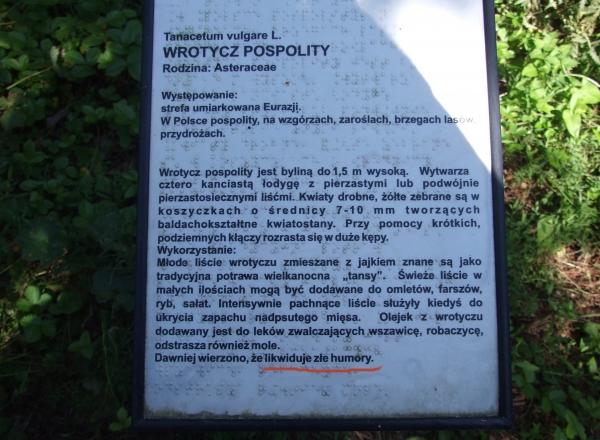 Tanacetum vulgare L.
WROTYCZ POSPOLITY
Rodzina: Asteraceae
Występowanie:
strefa umiarkowana Eurazji.
W Polsce pospolity, na wzgórzach, zaroślach, brzegach lasów,
przydrożach.
Wrotycz pospolity jest byliną do 1,5 m wysoką. Wytwarza
cztero kanciastą łodygę z pierzastymi lub podwójnie
pierzastosiecznymi liśćmi. Kwiaty drobne, żółte zebrane są w
koszyczkach o średnicy 7-10 mm tworzących
baldachokształtne kwiatostany. Przy pomocy krótkich,
podziemnych kłączy rozrasta się w duże kępy.
Wykorzystanie:
Młode liście wrotyczu zmieszane z jajkiem znane są jako
tradycyjna potrawa wielkanocna „tansy". Świeże liście w
małych ilościach mogą być dodawane do omletów, farszów,
ryb, sałat. Intensywnie pachnące liście służyły kiedyś do
ukrycia zapachu nadpsutego mięsa. Olejek z wrotyczu
dodawany jest do leków zwalczających wszawicę, robaczycę,
odstrasza również mole.
Dawniej wierzono, że likwiduje złe humory.